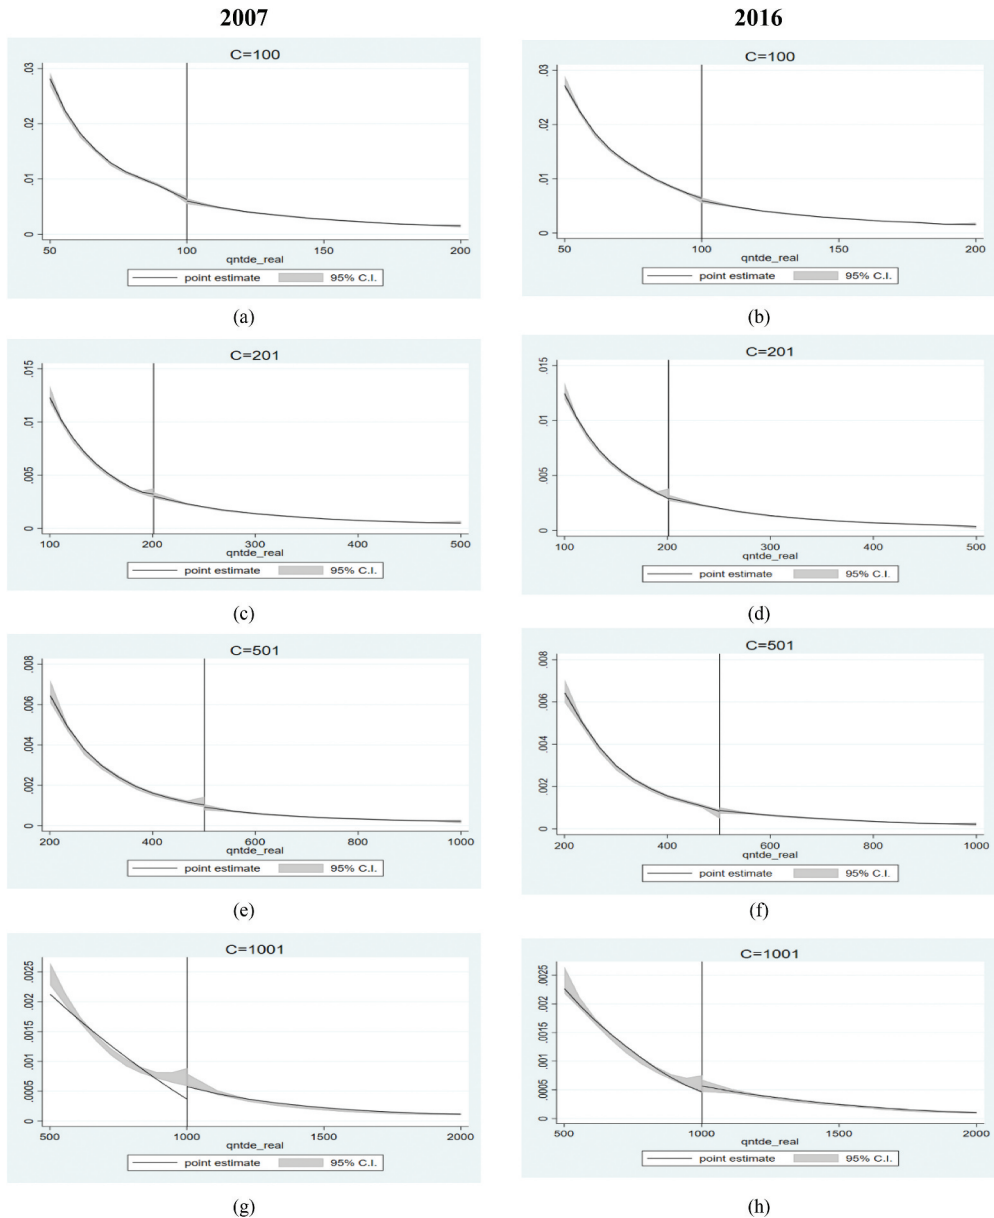 2007
2016
C=100
.03
.02
.01
0
50 100 150 200
qntde_real
point estimate 95% C.I.
(a)
C=100
.03
.02
.01
0
50 100 150 200
qntde_real
point estimate 95% C.I.
(b)
C=201
.015
.01
.005
0
100 200 300 400 500
qntde_real
point estimate 95% C.I.
(c)
C=201
.015
.01
.005
0
100 200 300 400 500
qntde_real
point estimate 95% C.I.
(d)
C=501
.008
.006
.004
.002
0
200 400 600 800 1000
qntde_real
point estimate 95% C.I.
(e)
C=501
.008
.006
.004
.002
0
200 400 600 800 1000
qntde_real
point estimate 95% C.I.
(f)
C=1001
.0025
.002
.0015
.001
.0005
0
500 1000 1500 2000
qntde_real
point estimate 95% C.I.
(g)
C=1001
.0025
.002
.0015
.001
.0005
0
500 1000 1500 2000
qntde_real
point estimate 95% C.I.
(h)